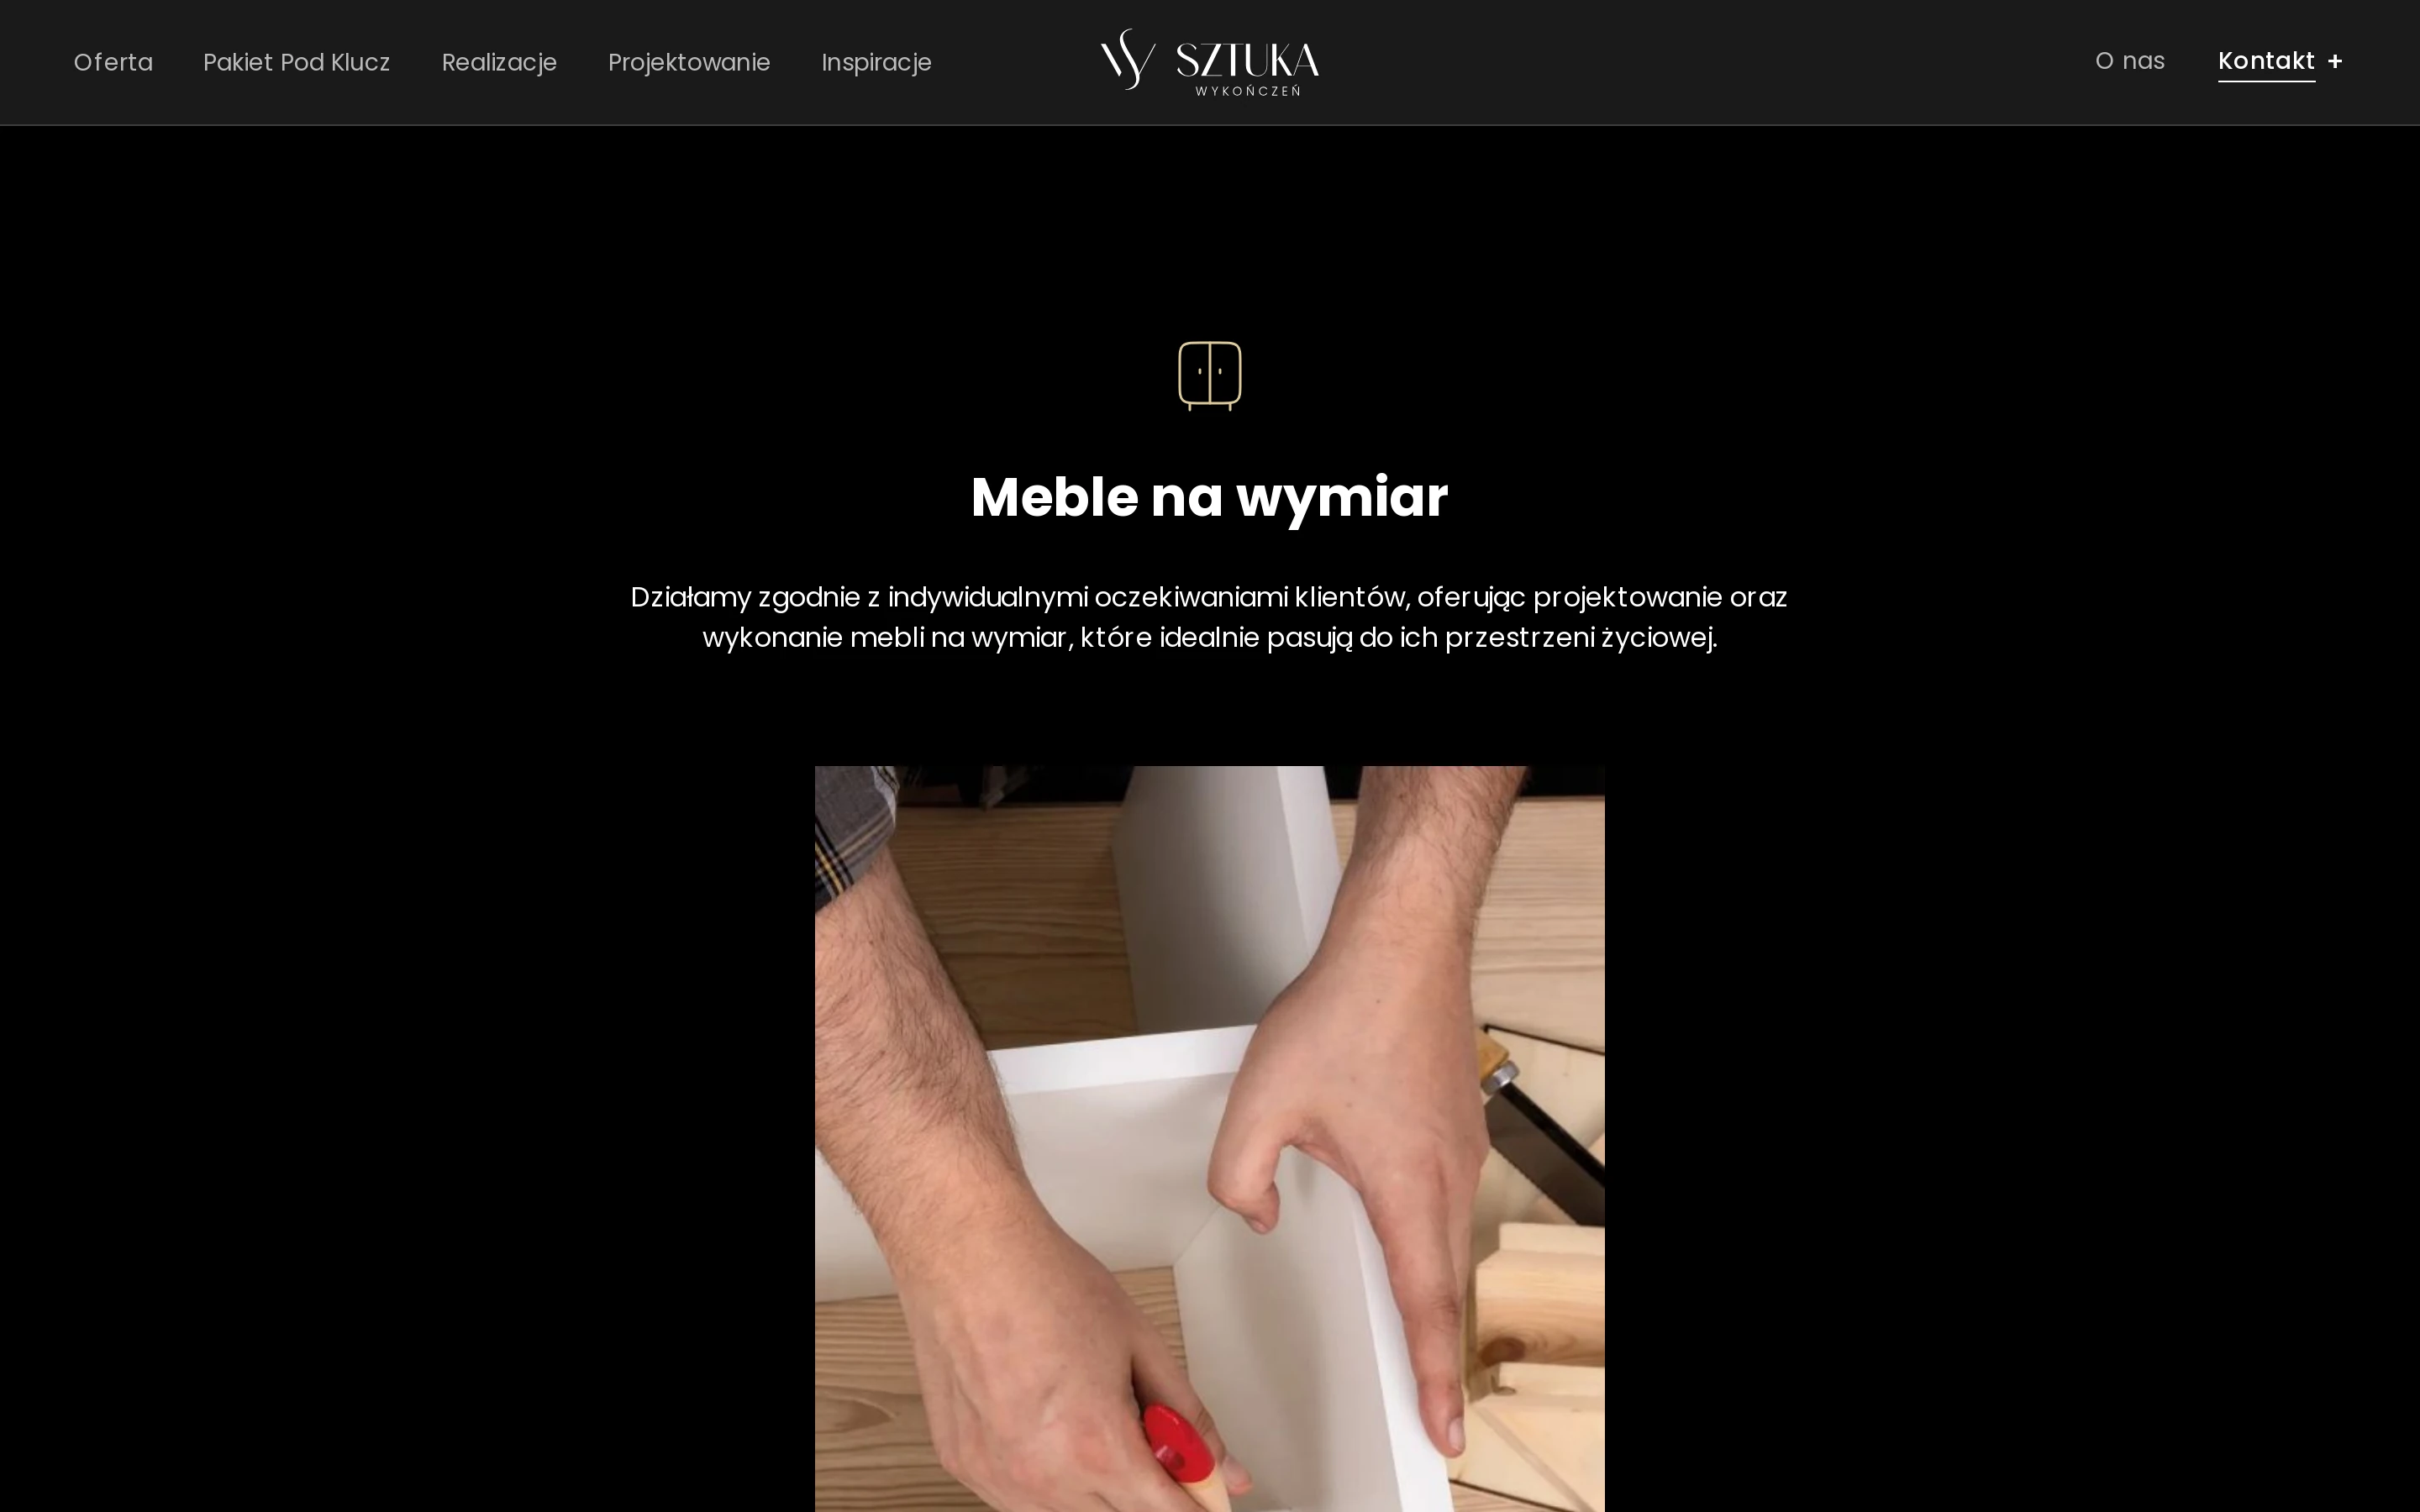 Oferta
Pakiet Pod Klucz
Realizacje
Projektowanie
Inspiracje
SZTUKA
WYKOŃCZEŃ
O nas
Kontakt +
Meble na wymiar
Działamy zgodnie z indywidualnymi oczekiwaniami klientów, oferując projektowanie oraz
wykonanie mebli na wymiar, które idealnie pasują do ich przestrzeni życiowej.